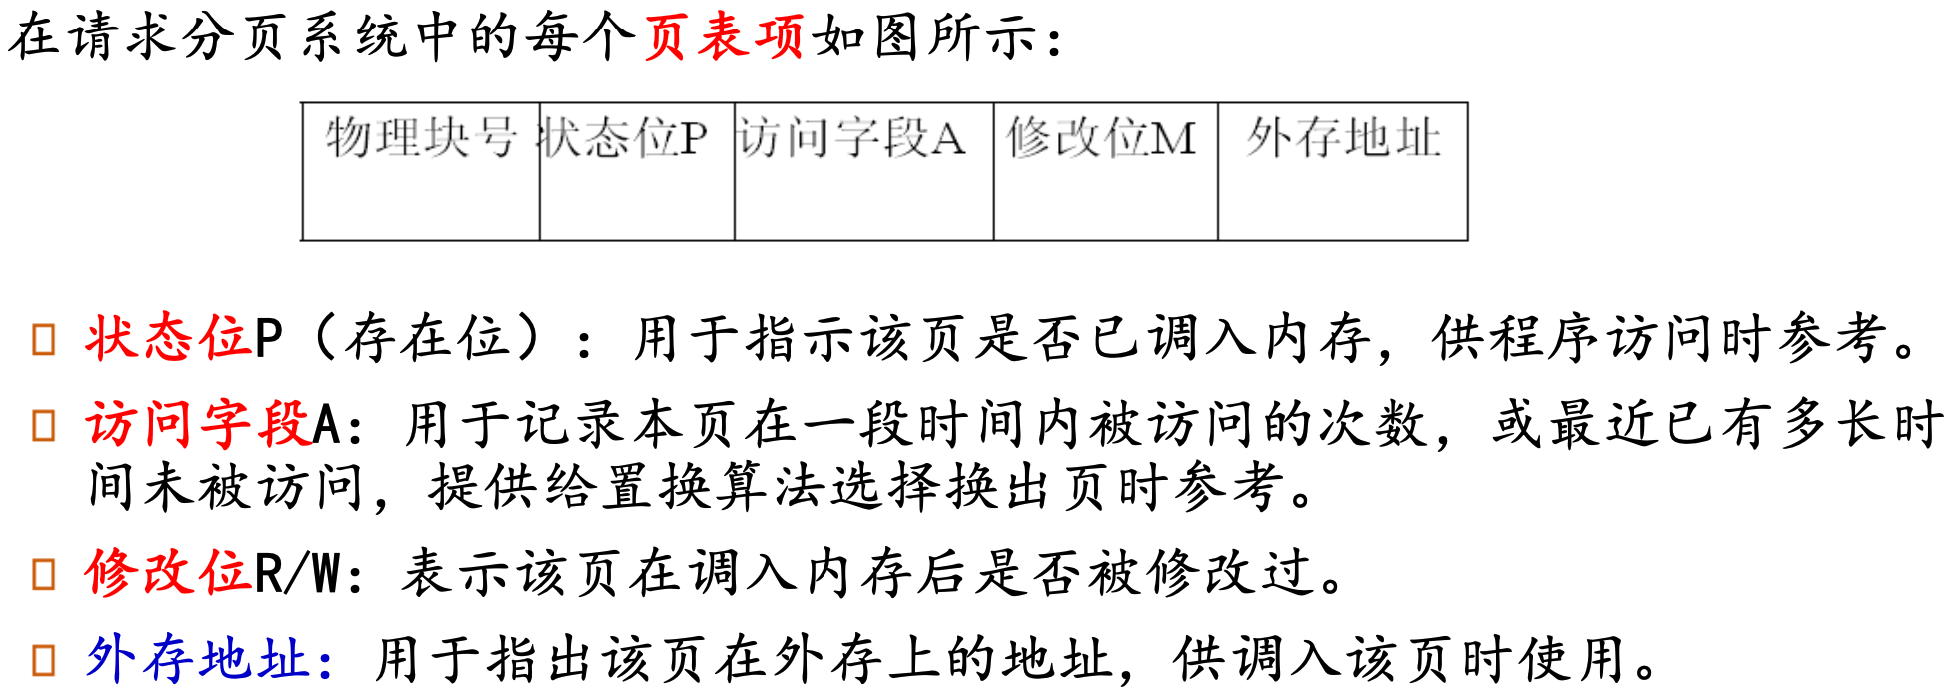 在请求分页系统中的每个页表项如图所示：
物理块号 状态位P 访问字段A 修改位M 外存地址
状态位P（存在位）：用于指示该页是否已调入内存，供程序访问时参考。
访问字段A：用于记录本页在一段时间内被访问的次数，或最近已有多长时
间未被访问，提供给置换算法选择换出页时参考。
修改位R/W：表示该页在调入内存后是否被修改过。
外存地址：用于指出该页在外存上的地址，供调入该页时使用。